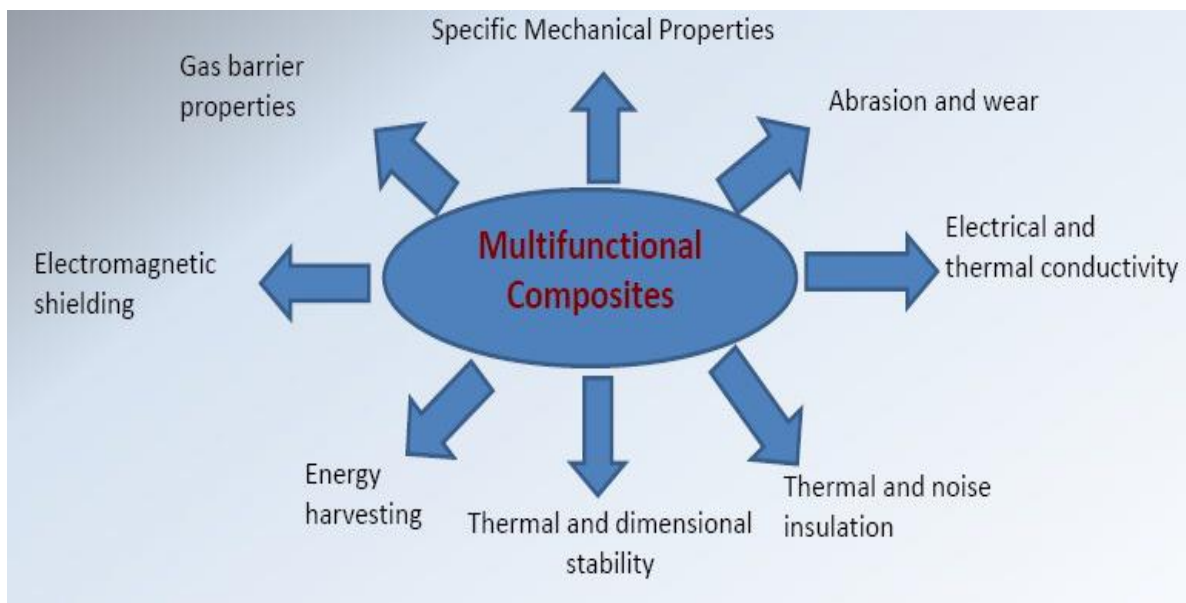 Specific Mechanical Properties
Gas barrier
properties
Abrasion and wear
Multifunctional
Composites
Electrical and
thermal conductivity
Electromagnetic
shielding
Energy
harvesting
Thermal and dimensional
stability
Thermal and noise
insulation